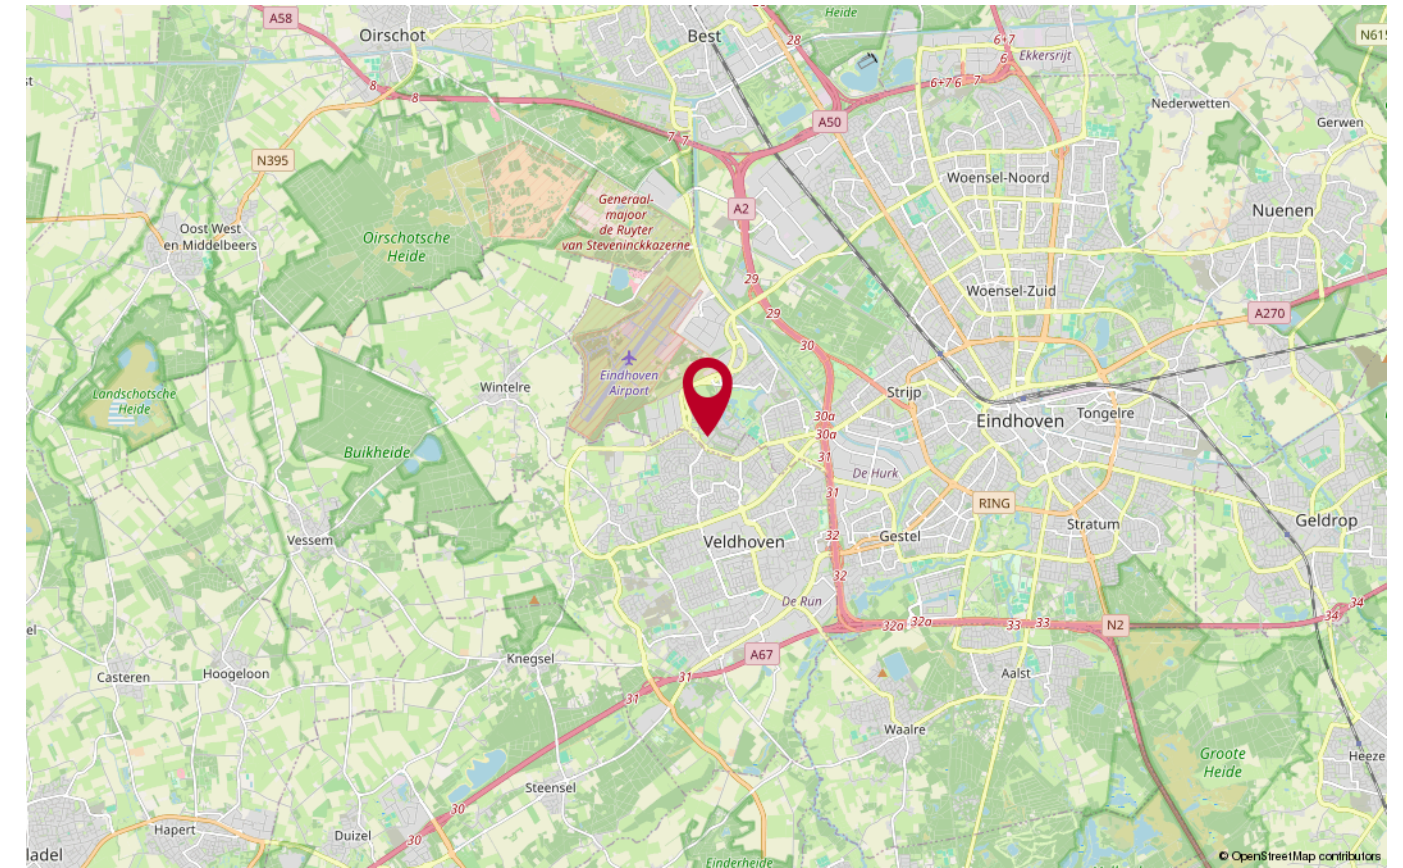 A58
Oirschot
Best
28
Heide
6+7
Ekkersrijt
6
N615
8
8
6+7
6
7
Nederwetten
A50
Gerwen
7
7
N395
Woensel-Noord
Generaal-
majoor
de Ruyter
van Steveninckkazerne
A2
Nuenen
Oost West
en Middelbeers
Oirschotsche
Heide
29
Woensel-Zuid
29
A270
30
Eindhoven
Airport
Wintelre
Landschotsche
Heide
Strijp
30a
Eindhoven
Tongelre
30a
Buikheide
31
De Hurk
31
RING
Geldrop
Stratum
Vessem
Veldhoven
32
Gestel
32
De Run
34
34
32a
32a
33
33
N2
A67
Knegsel
Casteren
Hoogeloon
31
Aalst
31
Waalre
Groote
Heide
Heeze
Steensel
30
Hapert
Duizel
30
ladel
Einderheide
© OpenStreetMap contributors